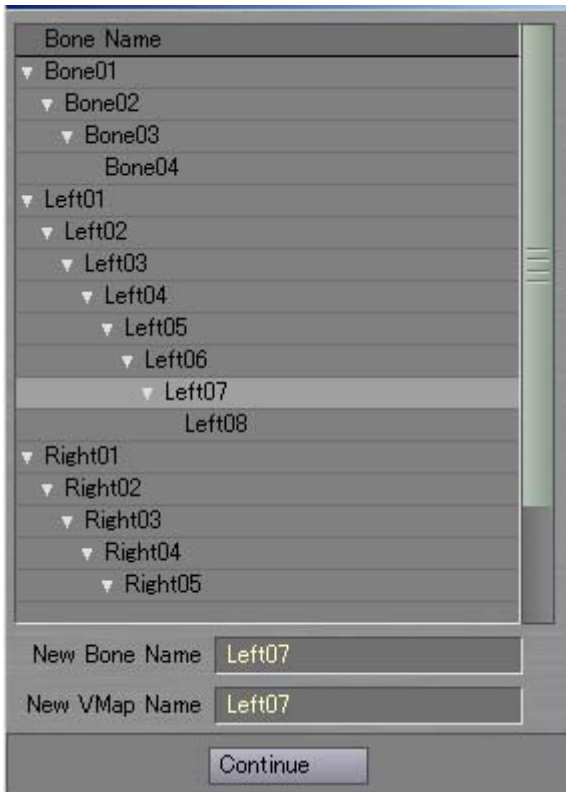 Bone Name
Bone01
Bone02
Bone03
Bone04
Left01
Left02
Left03
Left04
Left05
Left06
Left07
Left08
Right01
Right02
Right03
Right04
Right05
New Bone Name Left07
New VMap Name Left07
Continue